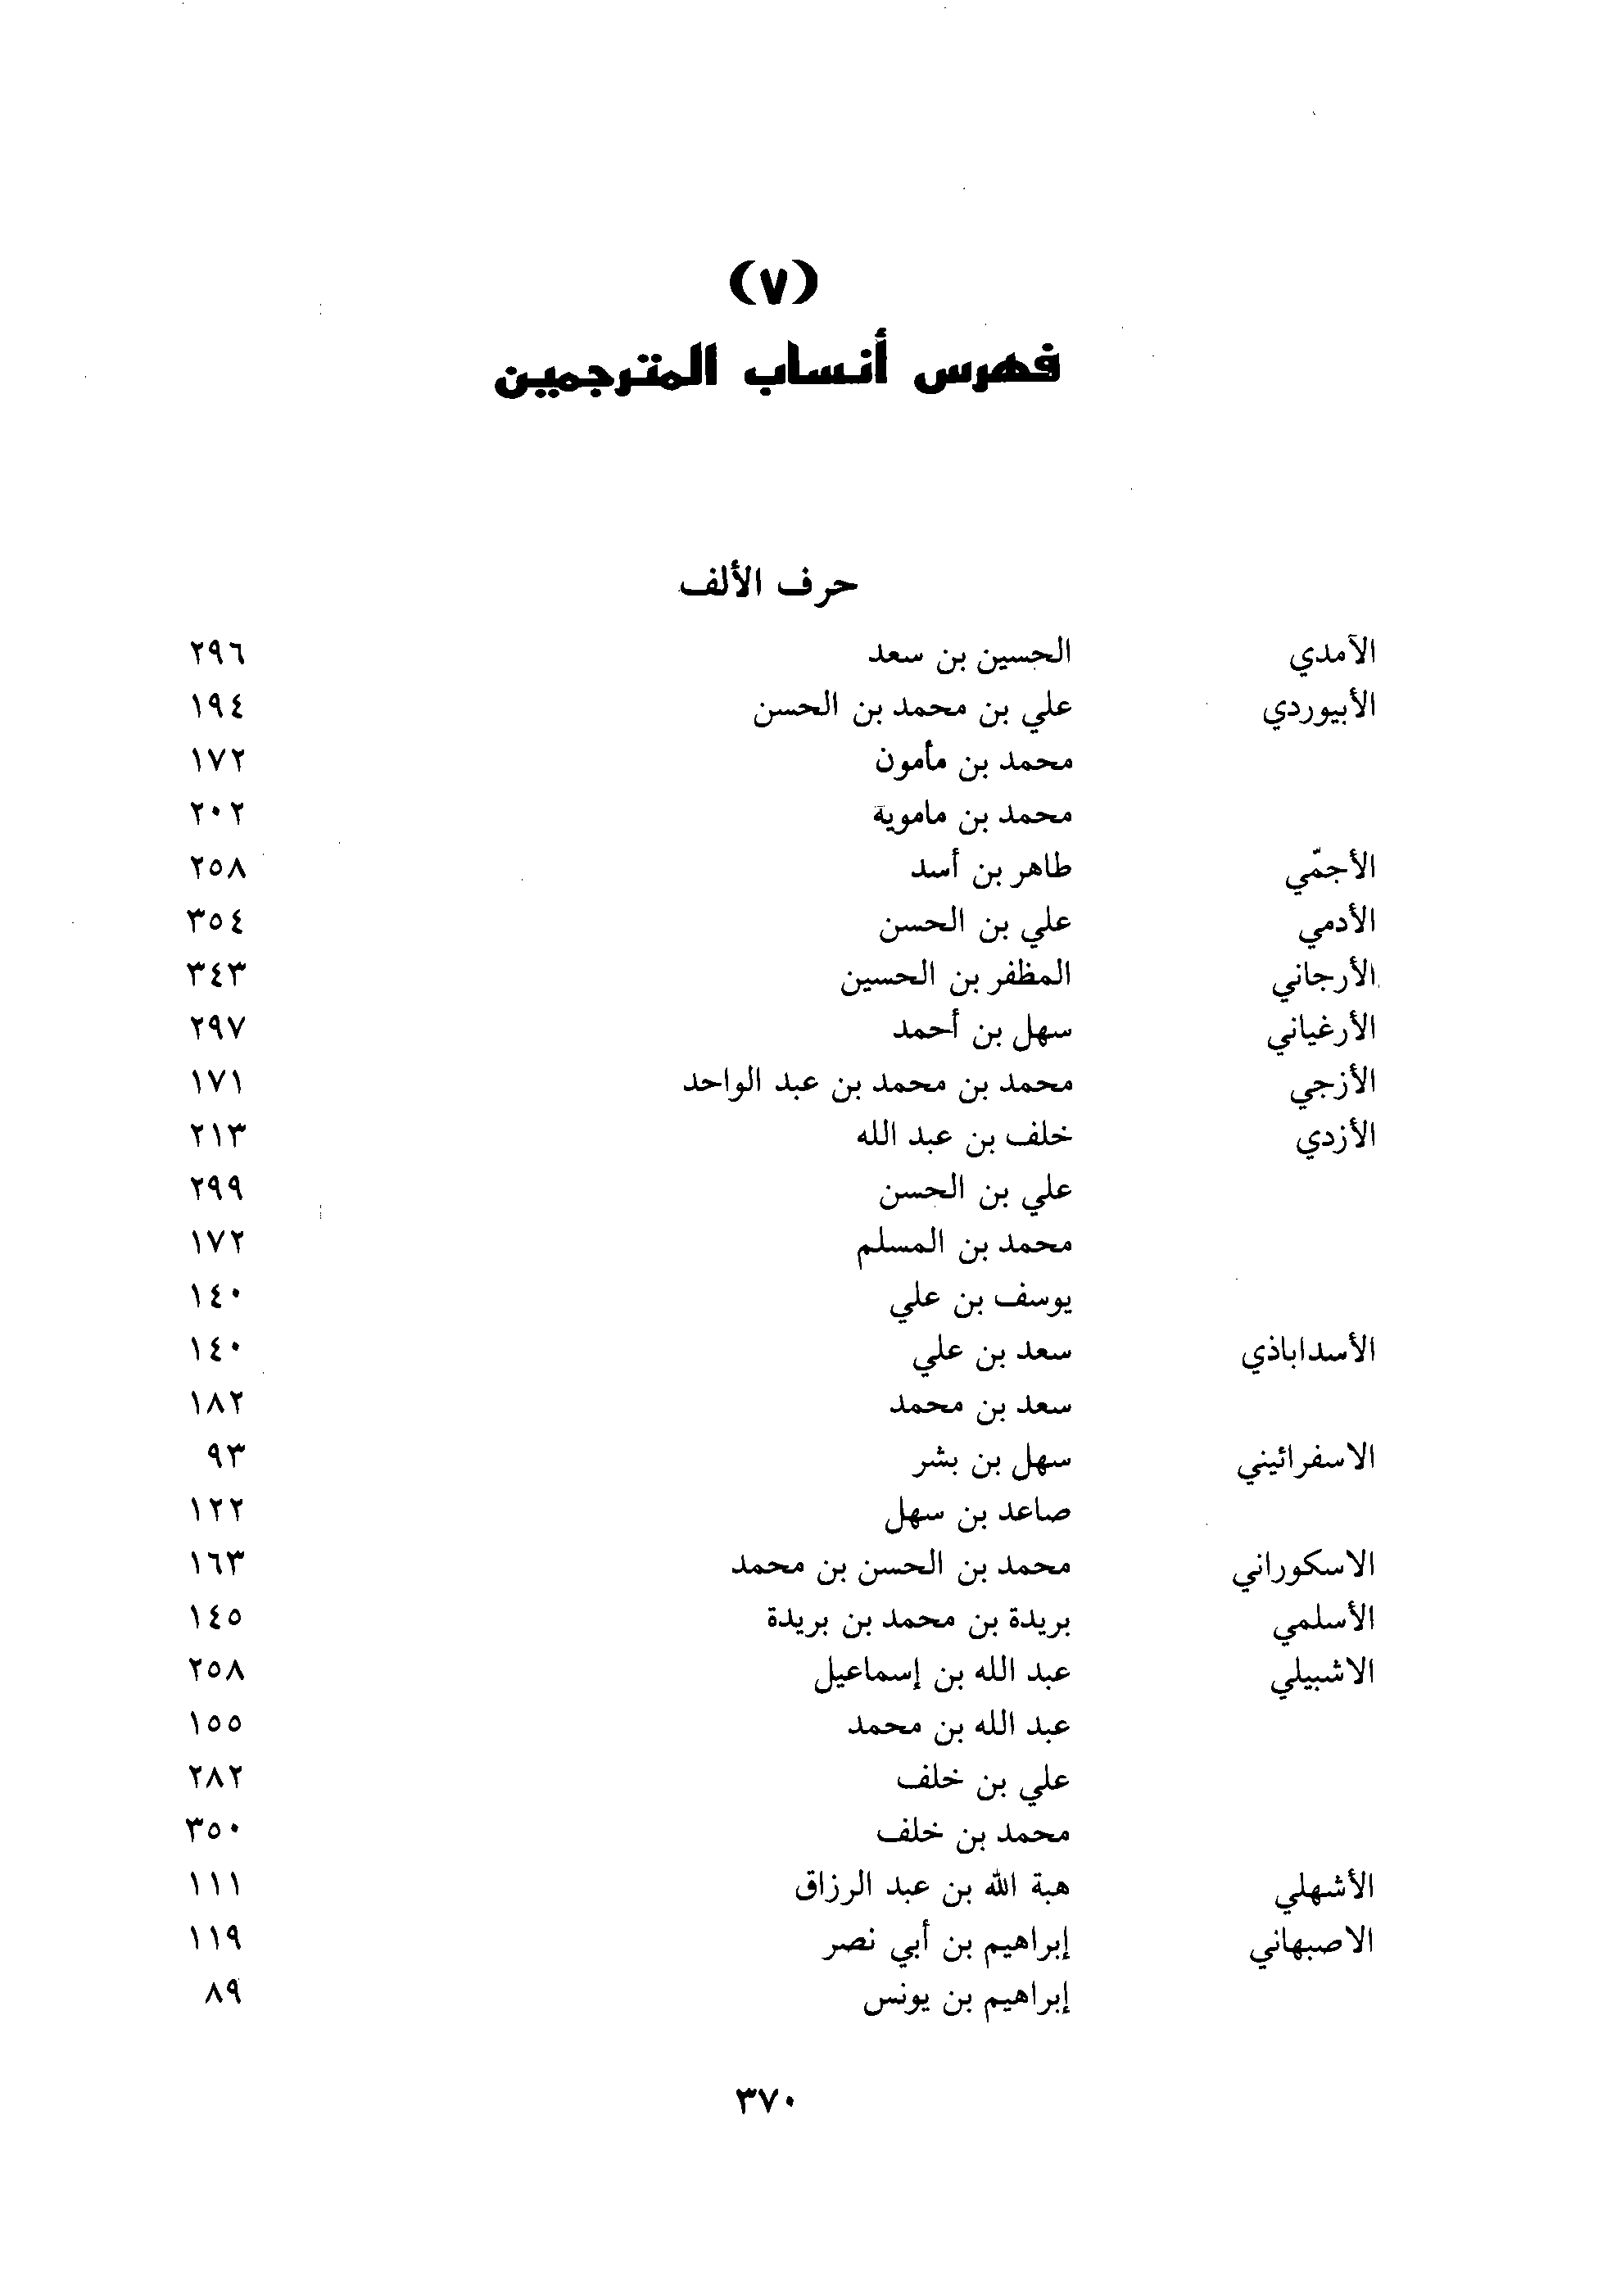 (٧)
فهرس أنساب المترجمين
حرف الألف
الآمدي الحسين بن سعد ٢٩٦
الأبيوردي علي بن محمد بن الحسن ١٩٤
محمد بن مأمون ١٧٢
محمد بن ماموية ٢٠٢
الأجمّي طاهر بن أسد ٢٥٨
الأدمي علي بن الحسن ٣٥٤
الأرجاني المظفر بن الحسين ٣٤٣
الأرغياني سهل بن أحمد ٢٩٧
الأزجي محمد بن محمد بن عبد الواحد ١٧١
الأزدي خلف بن عبد الله ٢١٣
علي بن الحسن ٢٩٩
محمد بن المسلم ١٧٢
يوسف بن علي ١٤٠
الأسداباذي سعد بن علي ١٤٠
سعد بن محمد ١٨٢
الاسفرائيني سهل بن بشر ٩٣
صاعد بن سهل ١٢٢
الاسكوراني محمد بن الحسن بن محمد ١٦٣
الأسلمي بريدة بن محمد بن بريدة ١٤٥
الاشبيلي عبد الله بن إسماعيل ٢٥٨
عبد الله بن محمد ١٥٥
علي بن خلف ٢٨٢
محمد بن خلف ٣٥٠
الأشهلي هبة الله بن عبد الرزاق ١١١
الاصبهاني إبراهيم بن أبي نصر ١١٩
إبراهيم بن يونس ٨٩
٣٧٠